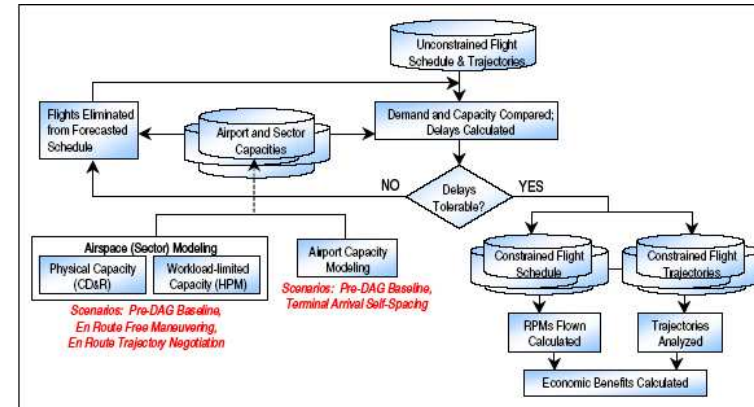 Unconstrained Flight
Schedule & Trajectories
Flights Eliminated
from Forecasted
Schedule
Airport and Sector
Capacities
Demand and Capacity Compared;
Delays Calculated
NO
Delays
Tolerable?
YES
Airspace (Sector) Modeling
Physical Capacity
(CD&R)
Workload-limited
Capacity (HPM)
Airport Capacity
Modeling
Scenarios: Pre-DAG Baseline,
En Route Free Maneuvering,
En Route Trajectory Negotiation
Scenarios: Pre-DAG Baseline,
Terminal Arrival Self-Spacing
Constrained Flight
Schedule
Constrained Flight
Trajectories
RPMs Flown
Calculated
Trajectories
Analyzed
Economic Benefits Calculated